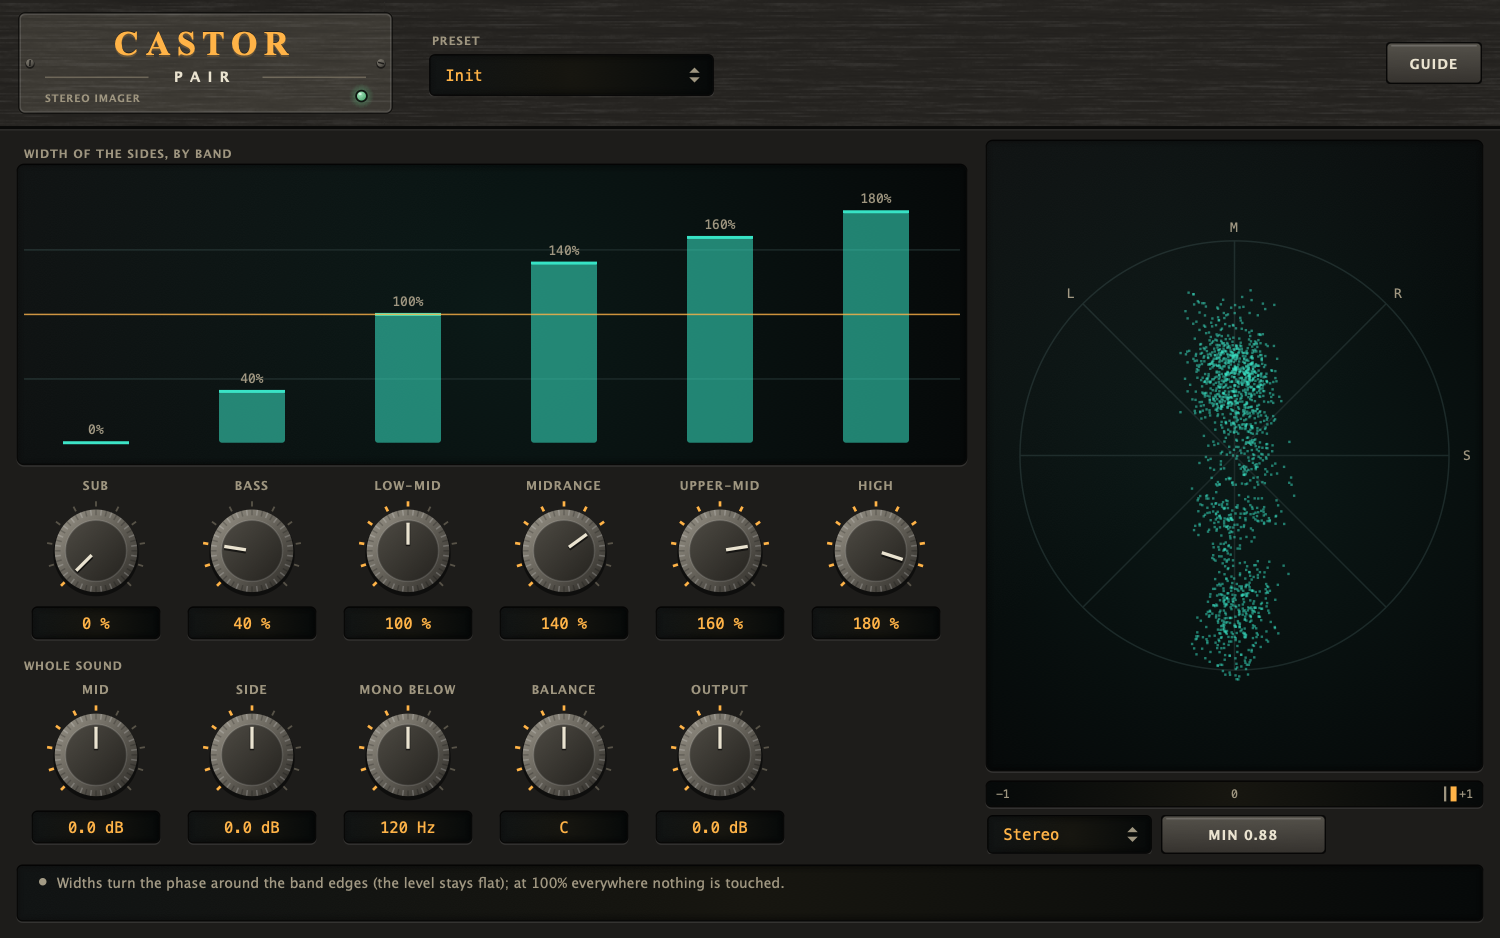 CASTOR
PAIR
STEREO IMAGER
PRESET
Init
GUIDE
WIDTH OF THE SIDES, BY BAND
0%
40%
100%
140%
160%
180%
SUB
BASS
LOW-MID
MIDRANGE
UPPER-MID
HIGH
0 %
40 %
100 %
140 %
160 %
180 %
WHOLE SOUND
MID
SIDE
MONO BELOW
BALANCE
OUTPUT
0.0 dB
0.0 dB
120 Hz
C
0.0 dB
M
L
R
S
−1
0
+1
Stereo
MIN 0.88
Widths turn the phase around the band edges (the level stays flat); at 100% everywhere nothing is touched.